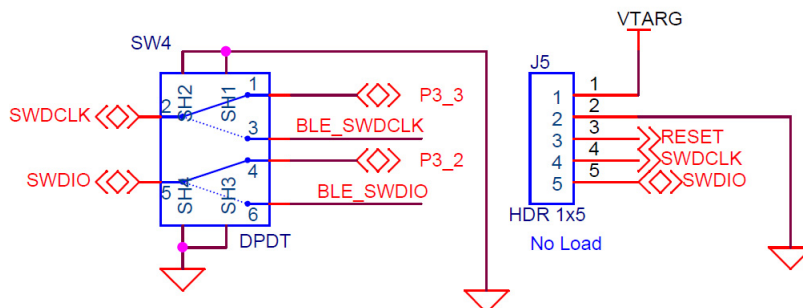 VTARG
SW4
J5
SH2
SH1
1
P3_3
SWDCLK
2
3
BLE_SWDCLK
4
P3_2
SWDIO
5
SH4
SH3
6
BLE_SWDIO
DPDT
1 1
2 2
3 3 RESET
4 4 SWDCLK
5 5 SWDIO
HDR 1x5
No Load